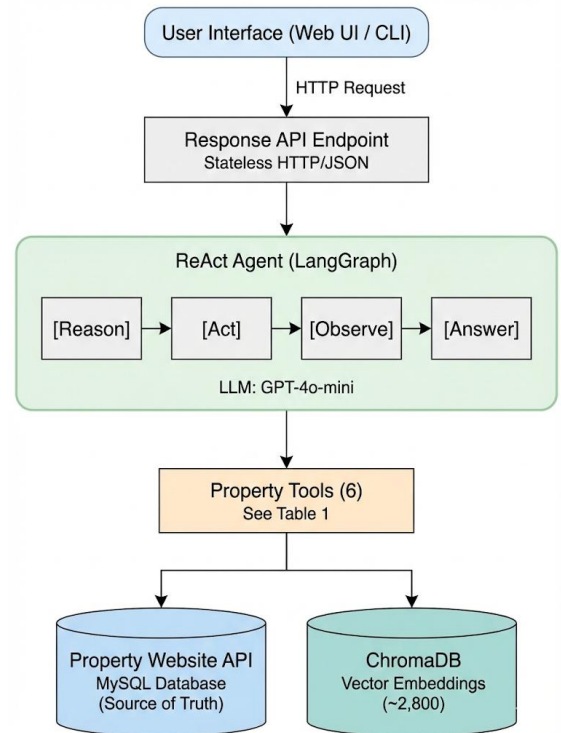 User Interface (Web UI / CLI)
HTTP Request
Response API Endpoint
Stateless HTTP/JSON
ReAct Agent (LangGraph)
[Reason] [Act] [Observe] [Answer]
LLM: GPT-4o-mini
Property Tools (6)
See Table 1
Property Website API
MySQL Database
(Source of Truth)
ChromaDB
Vector Embeddings
(~2,800)